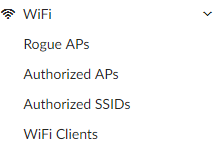 WiFi
Rogue APs
Authorized APs
Authorized SSIDs
WiFi Clients